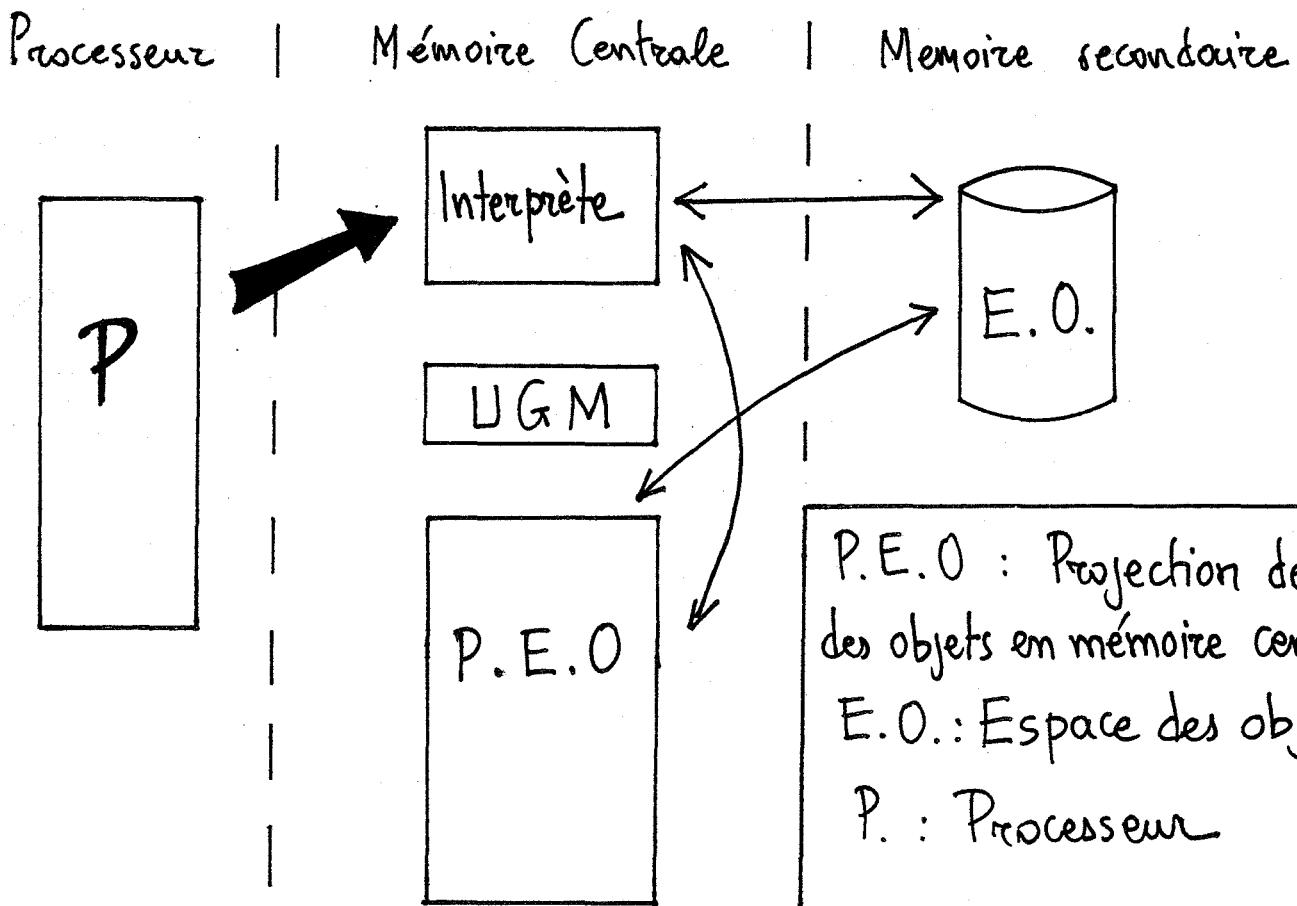 Processeur
Mémoire Centrale
Memoire secondaire
Interprète
P
E.O.
UGM
P.E.O
P.E.O : Projection de
des objets en mémoire cen
E.O. : Espace des obj
P. : Processeur